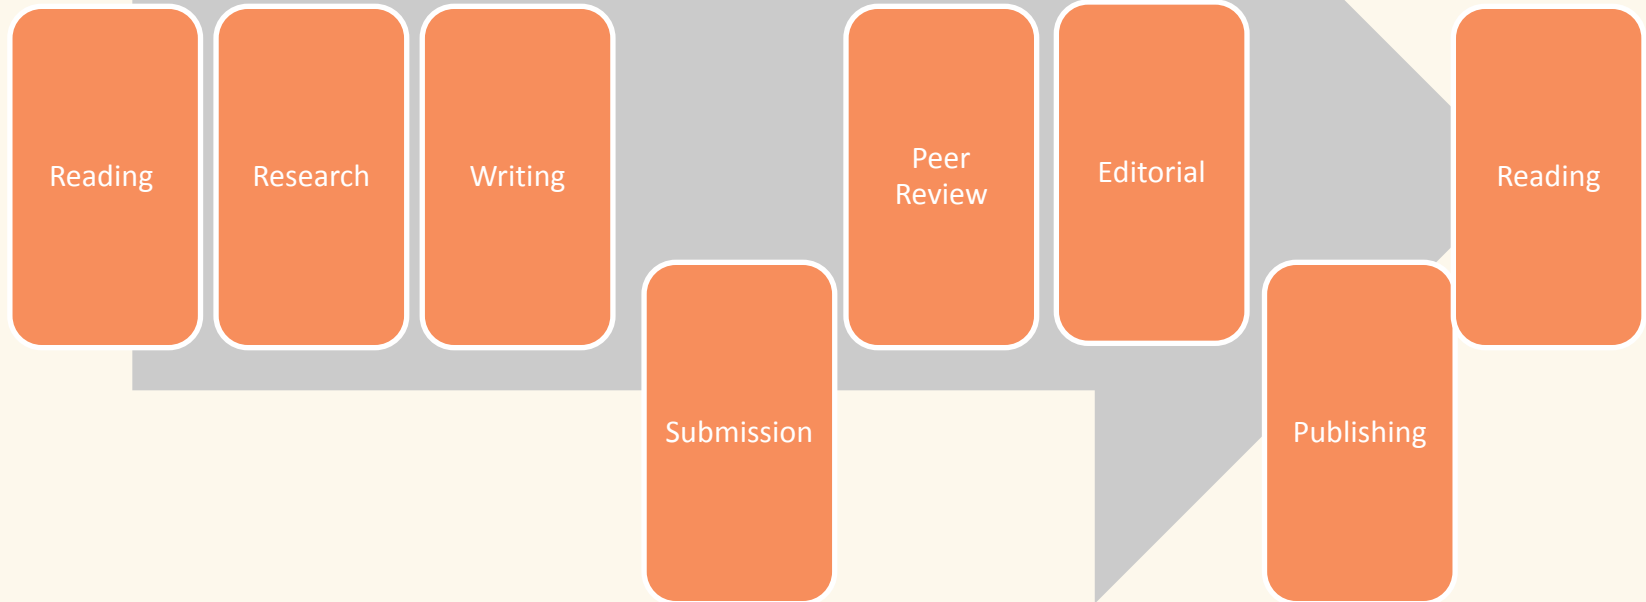 Reading
Research
Writing
Submission
Peer
Review
Editorial
Publishing
Reading